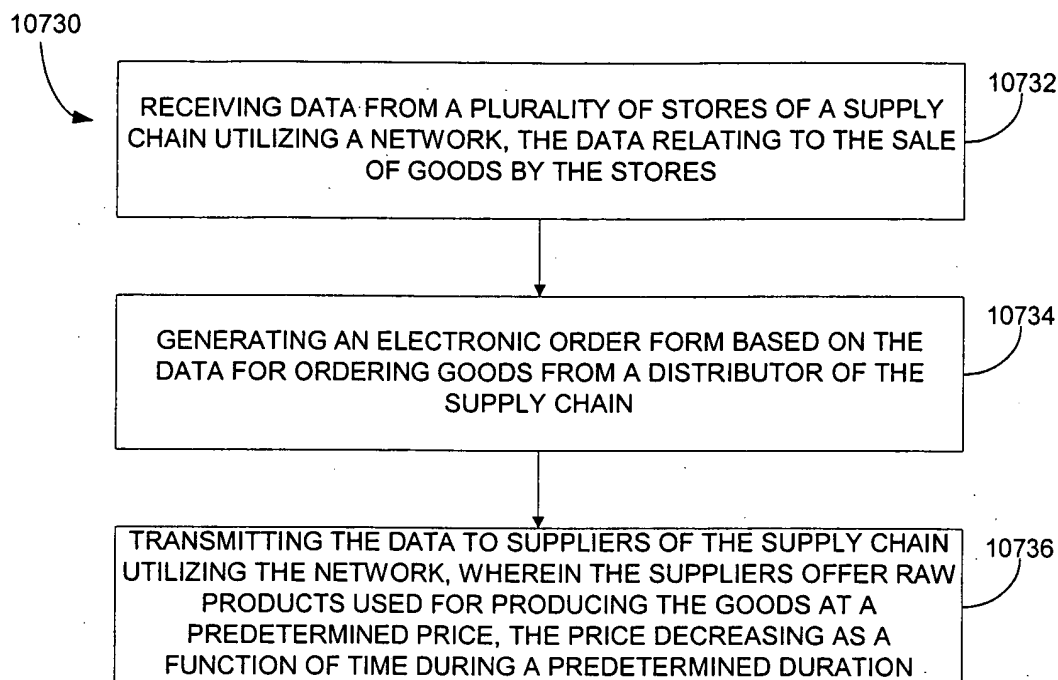 10730
10732
RECEIVING DATA FROM A PLURALITY OF STORES OF A SUPPLY
CHAIN UTILIZING A NETWORK, THE DATA RELATING TO THE SALE
OF GOODS BY THE STORES
10734
GENERATING AN ELECTRONIC ORDER FORM BASED ON THE
DATA FOR ORDERING GOODS FROM A DISTRIBUTOR OF THE
SUPPLY CHAIN
10736
TRANSMITTING THE DATA TO SUPPLIERS OF THE SUPPLY CHAIN
UTILIZING THE NETWORK, WHEREIN THE SUPPLIERS OFFER RAW
PRODUCTS USED FOR PRODUCING THE GOODS AT A
PREDETERMINED PRICE, THE PRICE DECREASING AS A
FUNCTION OF TIME DURING A PREDETERMINED DURATION